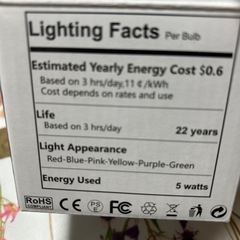 Lighting Facts Per Bulb
Estimated Yearly Energy Cost $0.6
Based on 3 hrs/day,11 ¢ /kWh
Cost depends on rates and use
Life
Based on 3 hrs/day 22 years
Light Appearance
Red-Blue-Pink-Yellow-Purple-Green
Energy Used 5 watts
RoHS CE PS E FC
COMPLIANT